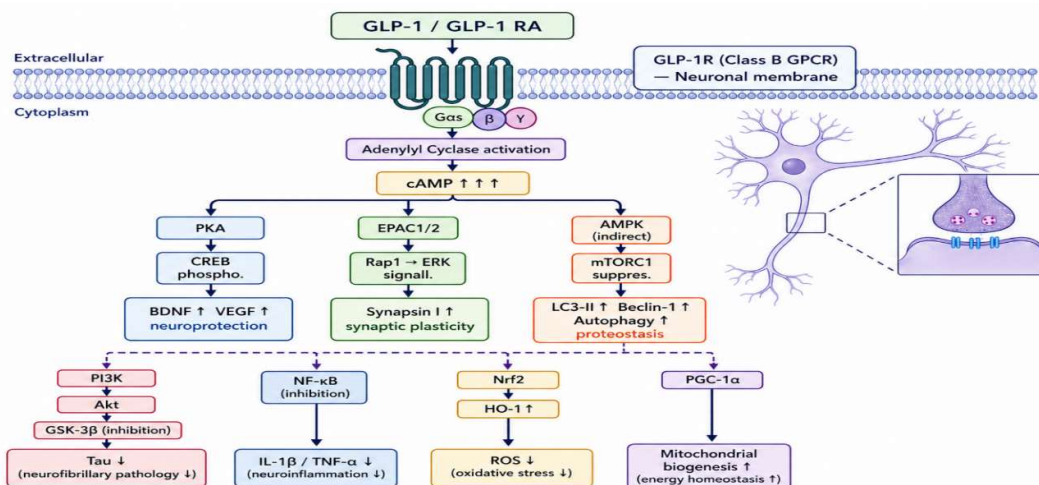 GLP-1 / GLP-1 RA
Extracellular
GLP-1R (Class B GPCR)
— Neuronal membrane
Cytoplasm
Gαs
β
γ
Adenylyl Cyclase activation
cAMP ↑ ↑ ↑
PKA
CREB
phospho.
BDNF ↑ VEGF ↑
neuroprotection
EPAC1/2
Rap1 → ERK
signall.
Synapsin I ↑
synaptic plasticity
AMPK
(indirect)
mTORC1
suppres.
LC3-II ↑ Beclin-1 ↑
Autophagy ↑
proteostasis
PI3K
Akt
GSK-3β (inhibition)
Tau ↓
(neurofibrillary pathology ↓)
NF-κB
(inhibition)
IL-1β / TNF-α ↓
(neuroinflammation ↓)
Nrf2
HO-1 ↑
ROS ↓
(oxidative stress ↓)
PGC-1α
Mitochondrial
biogenesis ↑
(energy homeostasis ↑)